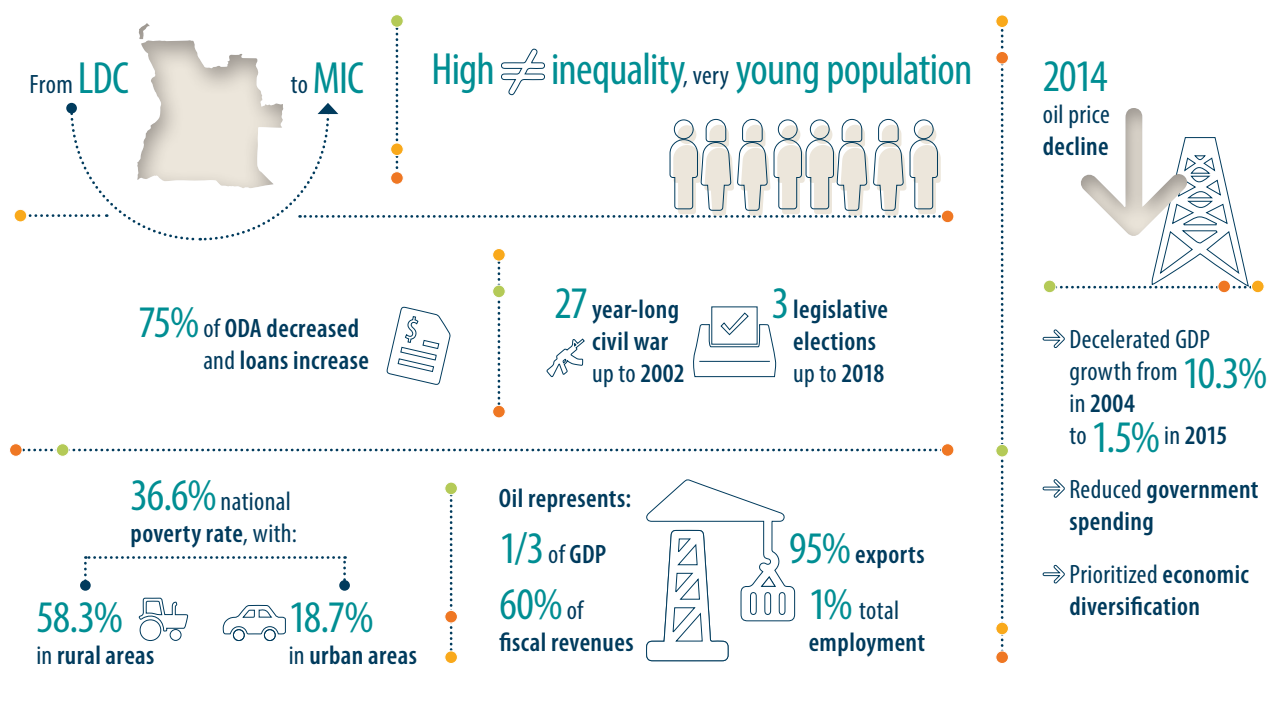 From LDC
to MIC
High ≠ inequality, very young population
2014
oil price
decline
75% of ODA decreased
and loans increase
27 year-long
civil war
up to 2002
3 legislative
elections
up to 2018
Decelerated GDP
growth from 10.3%
in 2004
to 1.5% in 2015
Reduced government
spending
Prioritized economic
diversification
36.6% national
poverty rate, with:
58.3%
in rural areas
18.7%
in urban areas
Oil represents:
1/3 of GDP
60% of
fiscal revenues
95% exports
1% total
employment